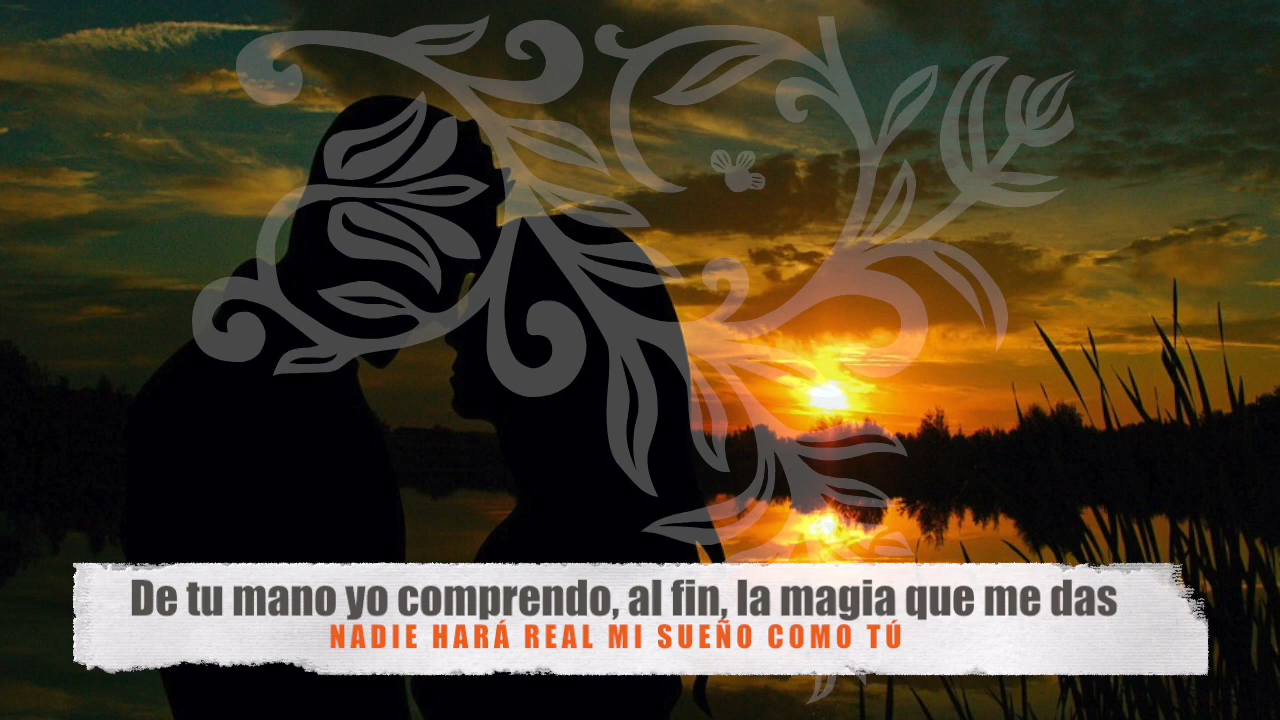 De tu mano yo comprendo, al fin, la magia que me das
NADIE HARÁ REAL MI SUEÑO COMO TÚ